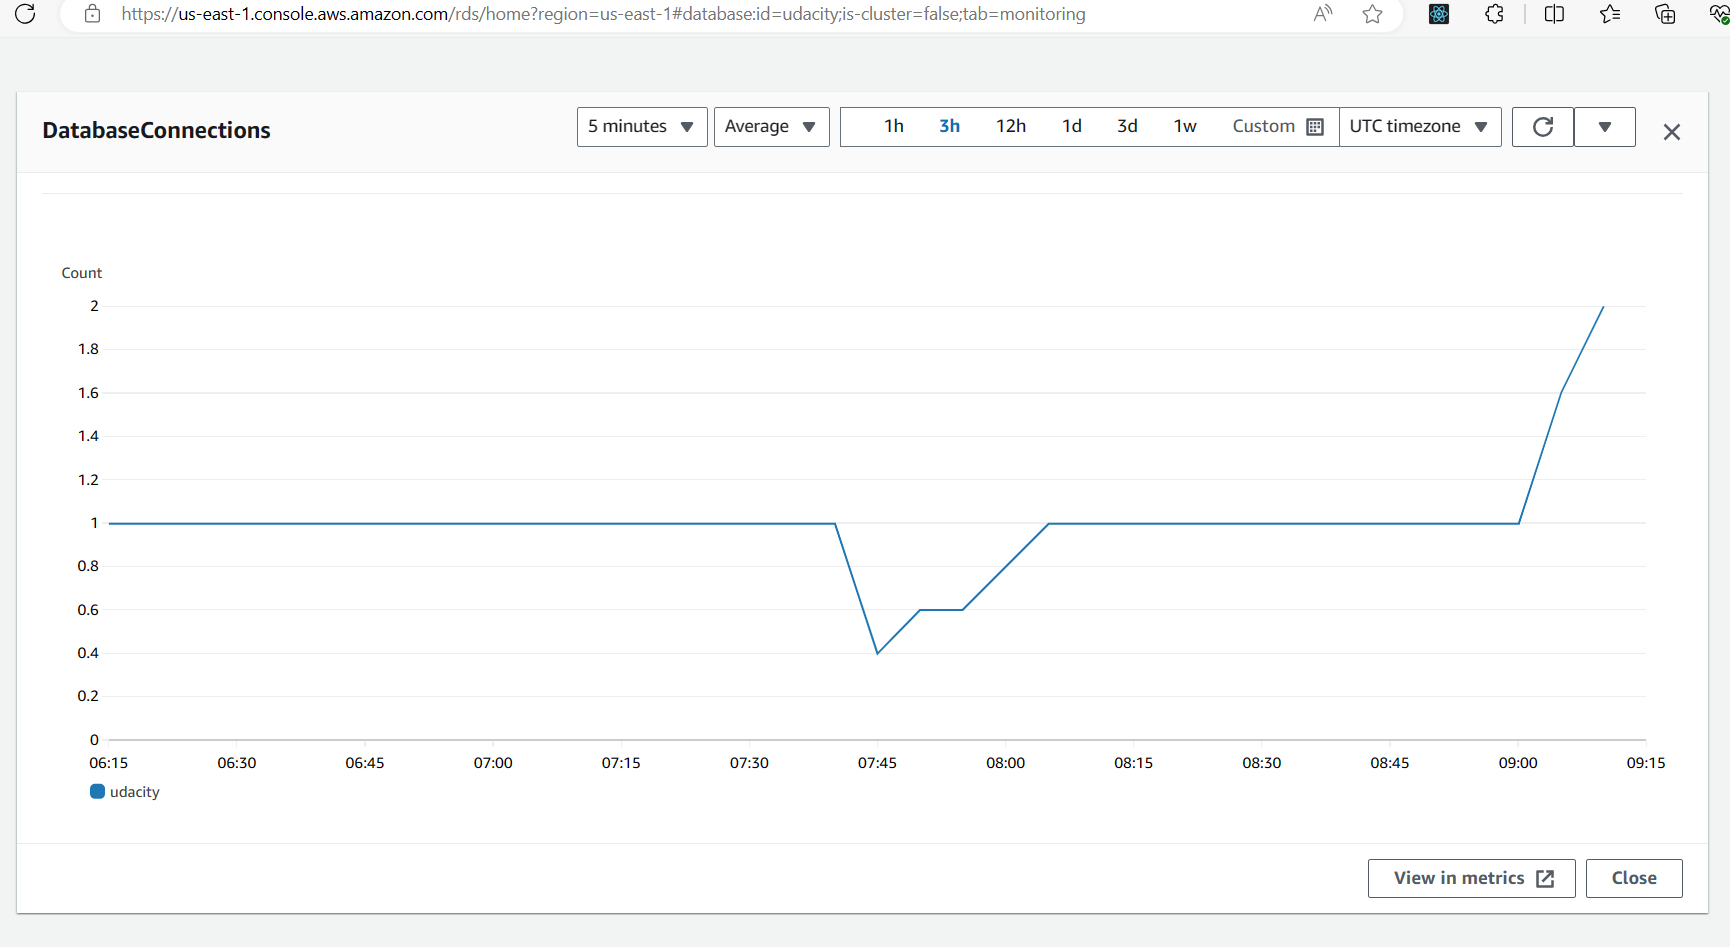 https://us-east-1.console.aws.amazon.com/rds/home?region=us-east-1#database:id=udacity;is-cluster=false;tab=monitoring
DatabaseConnections
5 minutes
Average
1h 3h 12h 1d 3d 1w Custom
UTC timezone
Count
2
1.8
1.6
1.4
1.2
1
0.8
0.6
0.4
0.2
0
06:15 06:30 06:45 07:00 07:15 07:30 07:45 08:00 08:15 08:30 08:45 09:00 09:15
udacity
View in metrics
Close